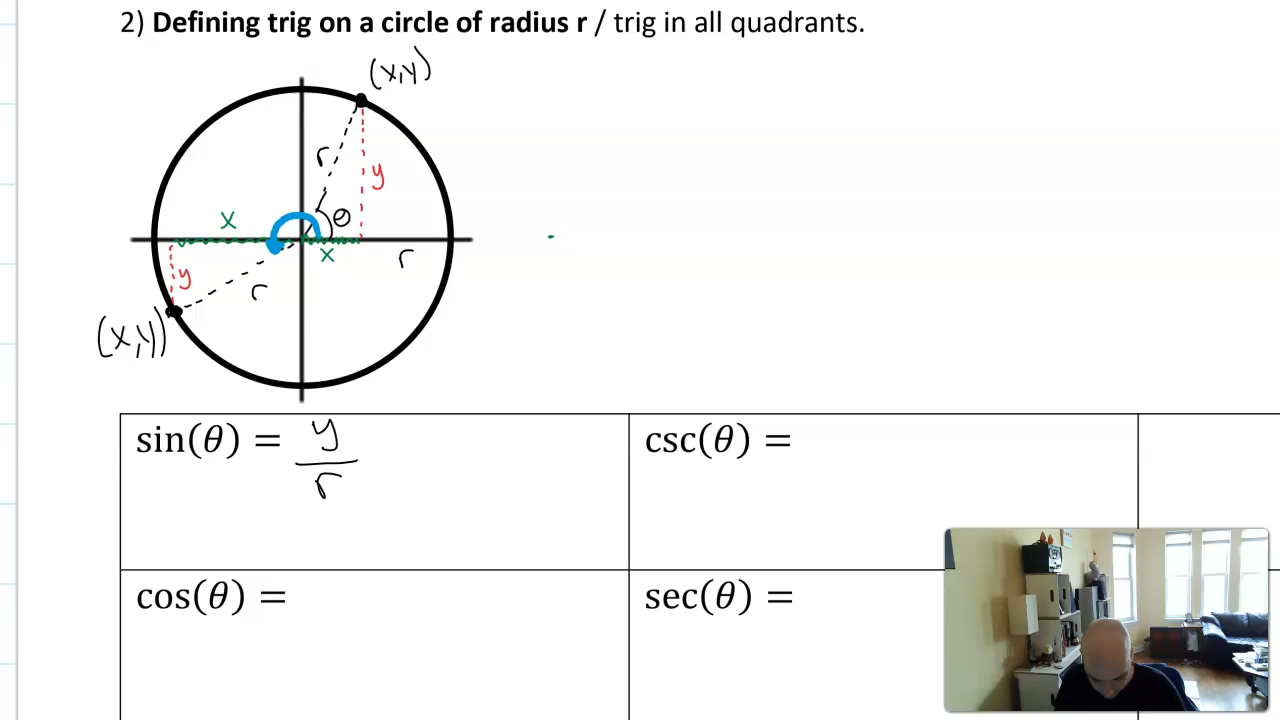 2) Defining trig on a circle of radius r / trig in all quadrants.
(x,y)
r
y
θ
x
x
r
y
r
(x,y)
sin(θ) = y/r
csc(θ) =
cos(θ) =
sec(θ) =